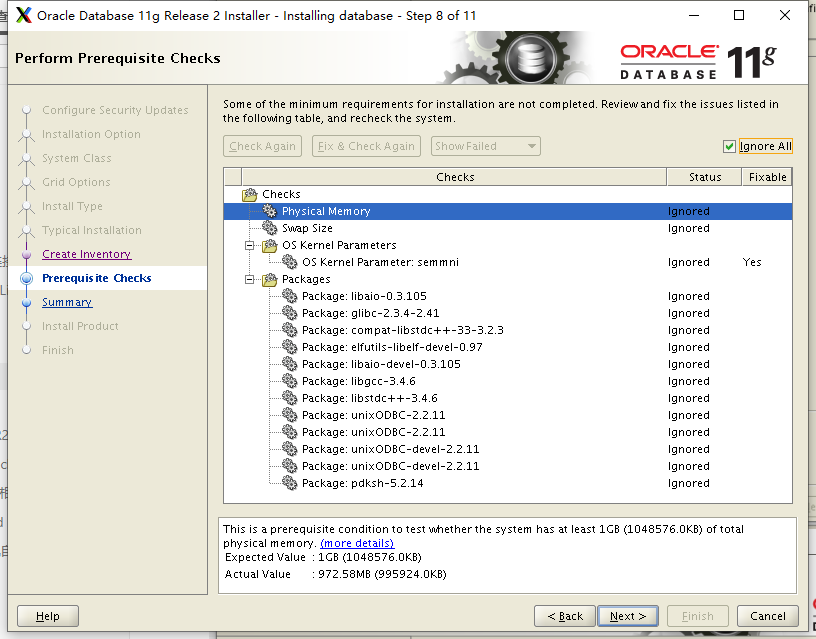 Oracle Database 11g Release 2 Installer - Installing database - Step 8 of 11
Perform Prerequisite Checks
ORACLE
DATABASE 11g
Configure Security Updates
Installation Option
System Class
Grid Options
Install Type
Typical Installation
Create Inventory
Prerequisite Checks
Summary
Install Product
Finish
Some of the minimum requirements for installation are not completed. Review and fix the issues listed in
the following table, and recheck the system.
Check Again Fix & Check Again Show Failed Ignore All
Checks Status Fixable
Checks
Physical Memory Ignored
Swap Size Ignored
OS Kernel Parameters
OS Kernel Parameter: semmni Ignored Yes
Packages
Package: libaio-0.3.105 Ignored
Package: glibc-2.3.4-2.41 Ignored
Package: compat-libstdc++-33-3.2.3 Ignored
Package: elfutils-libelf-devel-0.97 Ignored
Package: libaio-devel-0.3.105 Ignored
Package: libgcc-3.4.6 Ignored
Package: libstdc++-3.4.6 Ignored
Package: unixODBC-2.2.11 Ignored
Package: unixODBC-2.2.11 Ignored
Package: unixODBC-devel-2.2.11 Ignored
Package: unixODBC-devel-2.2.11 Ignored
Package: pdksh-5.2.14 Ignored
This is a prerequisite condition to test whether the system has at least 1GB (1048576.0KB) of total
physical memory. (more details)
Expected Value : 1GB (1048576.0KB)
Actual Value : 972.58MB (995924.0KB)
Help < Back Next > Finish Cancel